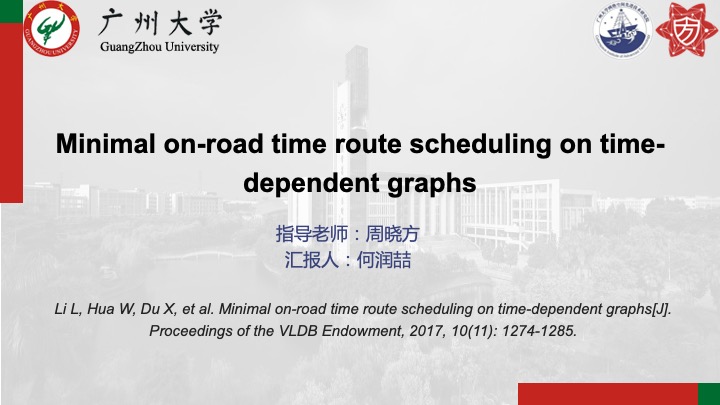 广州大学
GuangZhou University
Minimal on-road time route scheduling on time-
dependent graphs
指导老师：周晓方
汇报人：何润喆
Li L, Hua W, Du X, et al. Minimal on-road time route scheduling on time-dependent graphs[J].
Proceedings of the VLDB Endowment, 2017, 10(11): 1274-1285.